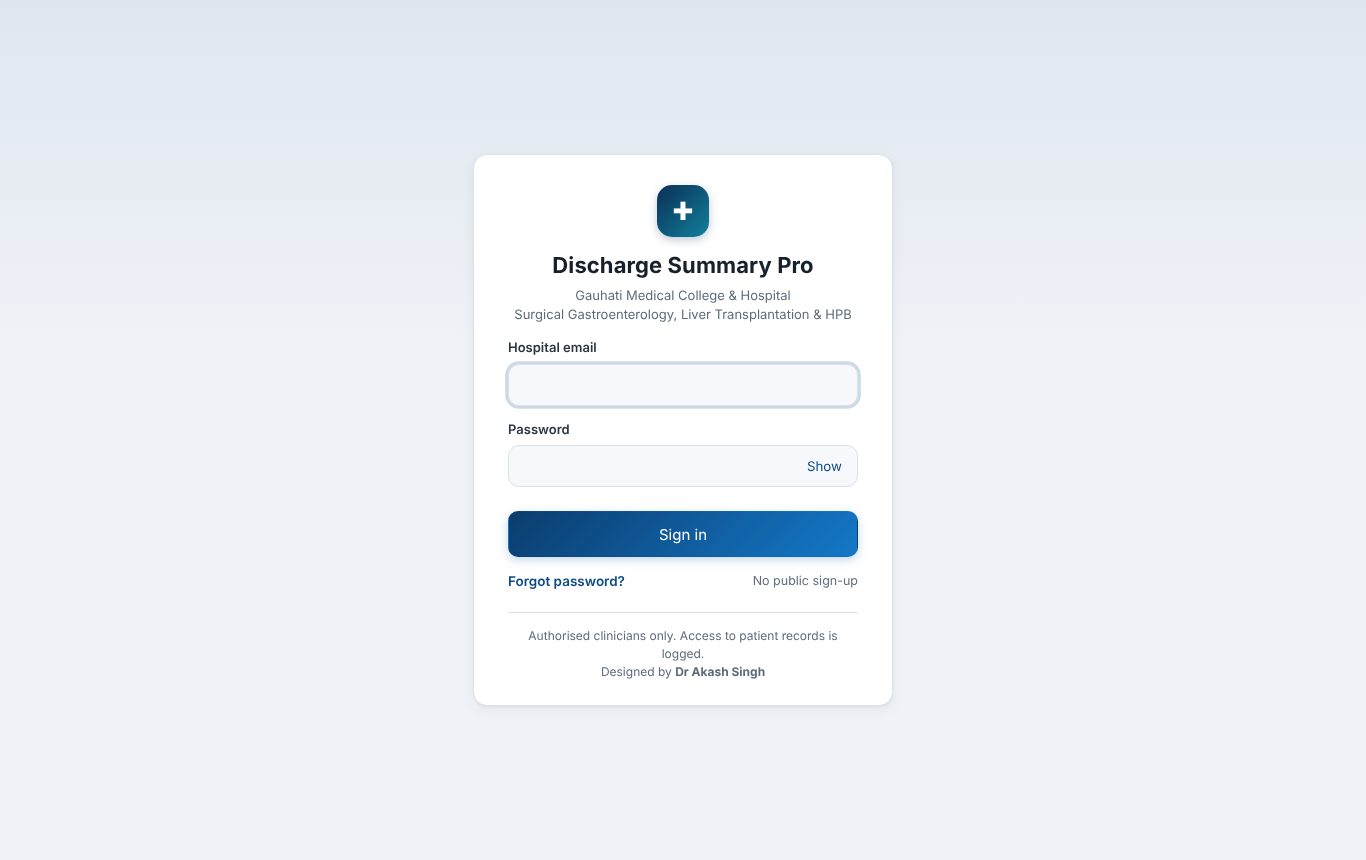 Discharge Summary Pro
Gauhati Medical College & Hospital
Surgical Gastroenterology, Liver Transplantation & HPB
Hospital email
Password
Show
Sign in
Forgot password?
No public sign-up
Authorised clinicians only. Access to patient records is
logged.
Designed by Dr Akash Singh